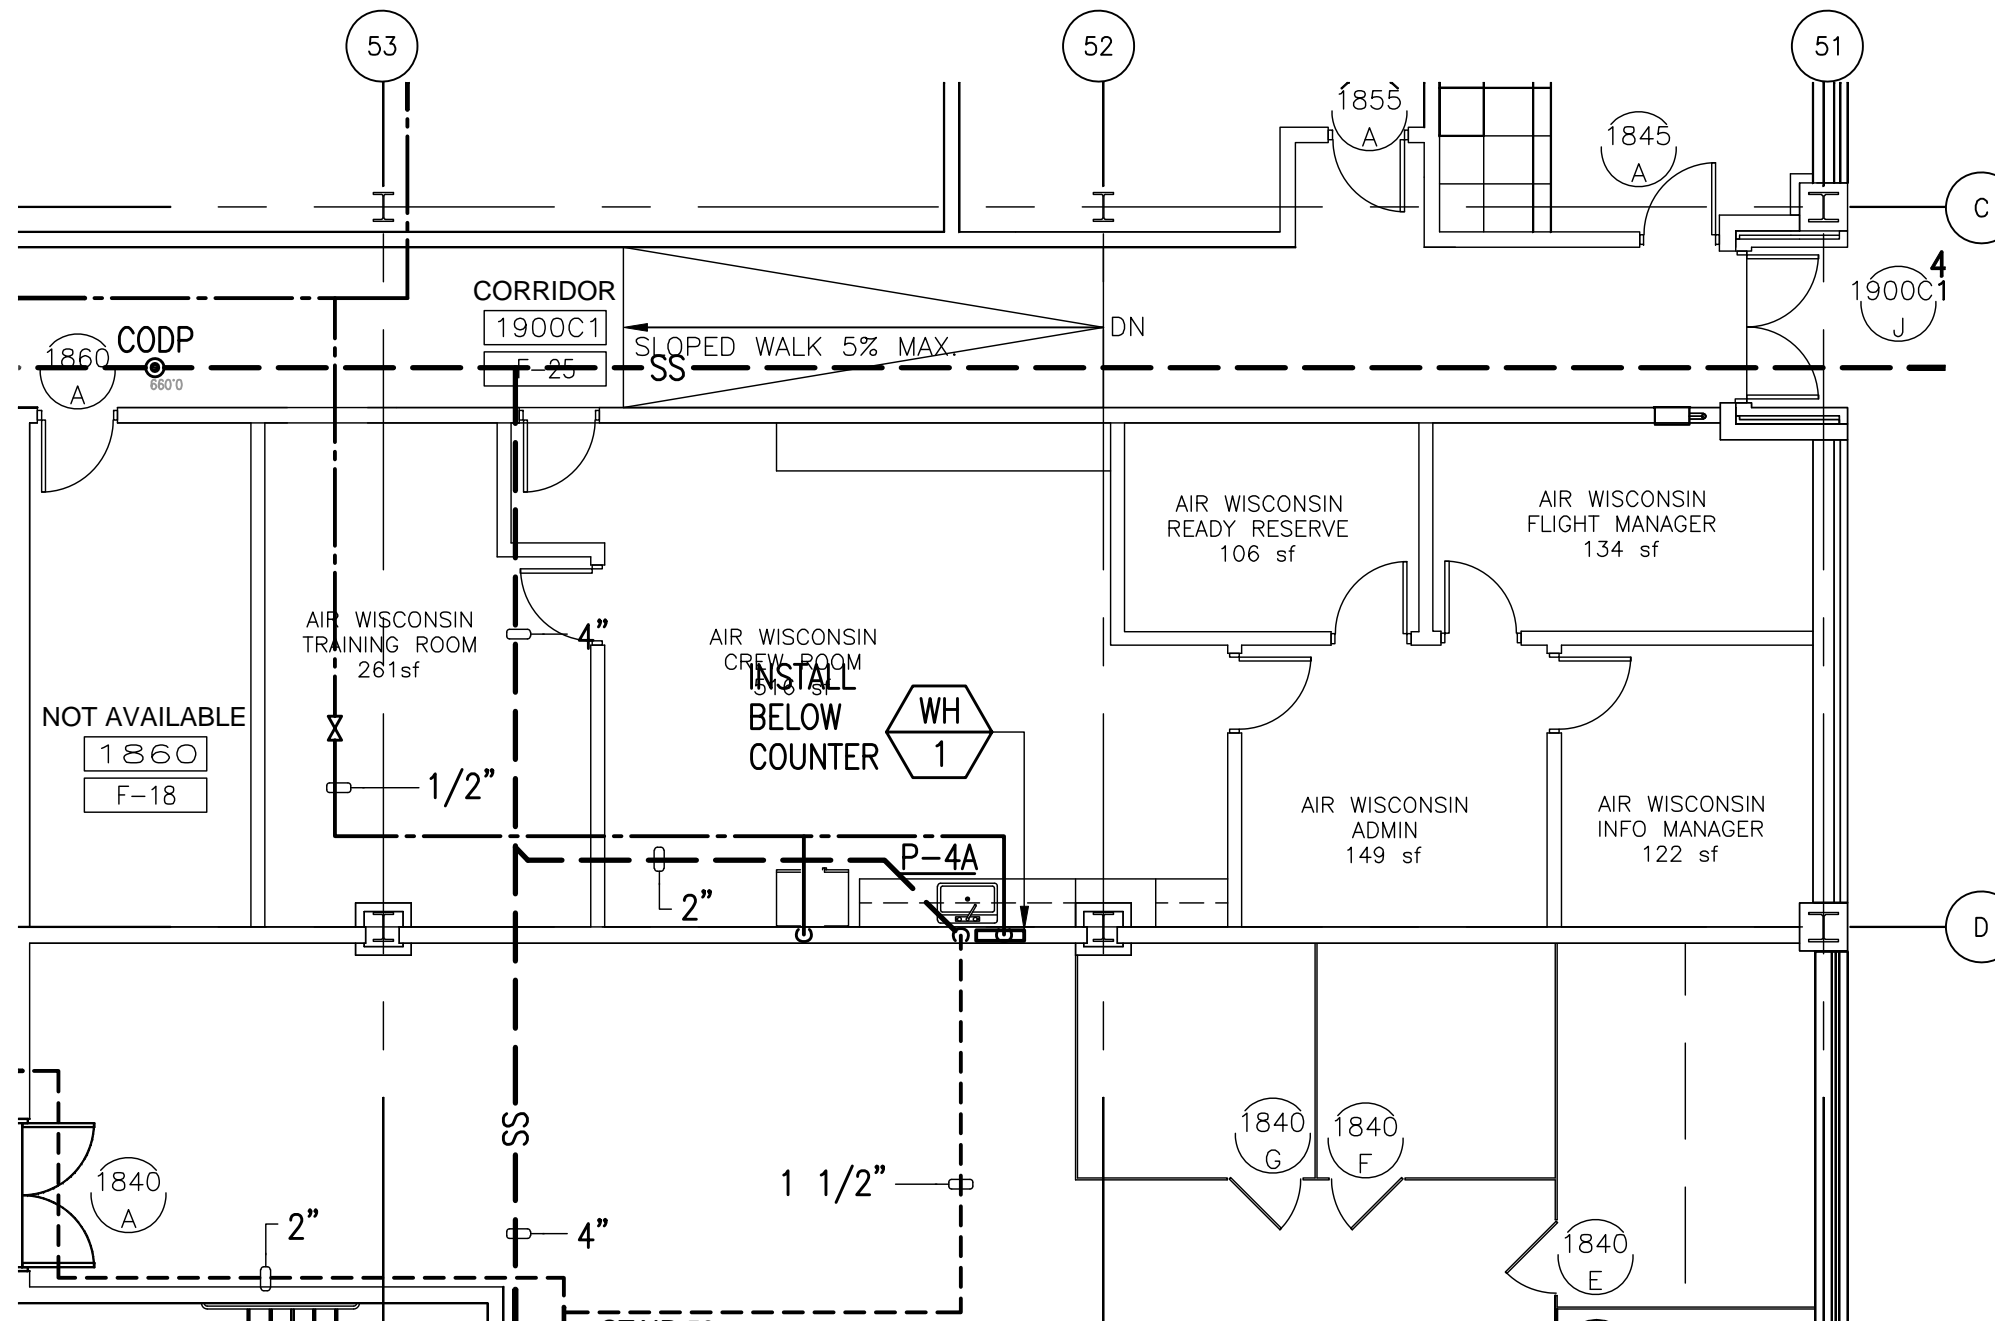 53
52
51
1855
A
1845
A
C
CORRIDOR
1900C1
F-25
DN
SLOPED WALK 5% MAX.
SS
4
1900C1
J
CODP
1860
A
0.099
AIR WISCONSIN
READY RESERVE
106 sf
AIR WISCONSIN
FLIGHT MANAGER
134 sf
AIR WISCONSIN
TRAINING ROOM
261sf
4"
AIR WISCONSIN
CREW ROOM
516 sf
INSTALL
BELOW
COUNTER
WH
1
NOT AVAILABLE
1860
F-18
1/2"
AIR WISCONSIN
ADMIN
149 sf
AIR WISCONSIN
INFO MANAGER
122 sf
P-4A
2"
D
SS
1840
G
1840
F
1840
A
1 1/2"
2"
4"
1840
E